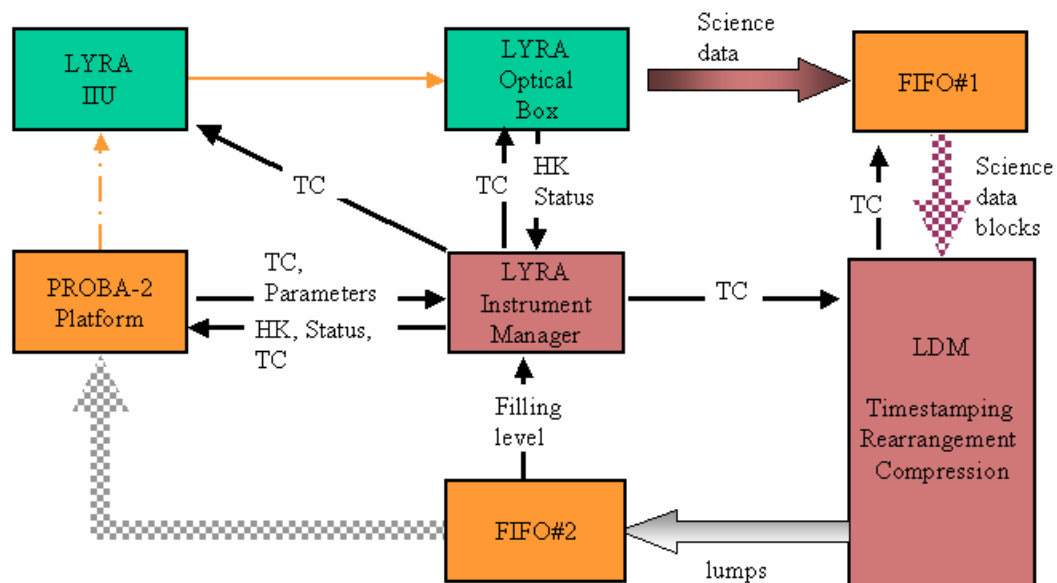 LYRA
IIU
LYRA
Optical
Box
Science
data
FIFO#1
TC
TC
HK
Status
TC
Science
data
blocks
PROBA-2
Platform
TC,
Parameters
HK, Status,
TC
LYRA
Instrument
Manager
TC
LDM
Timestamping
Rearrangement
Compression
Filling
level
FIFO#2
lumps